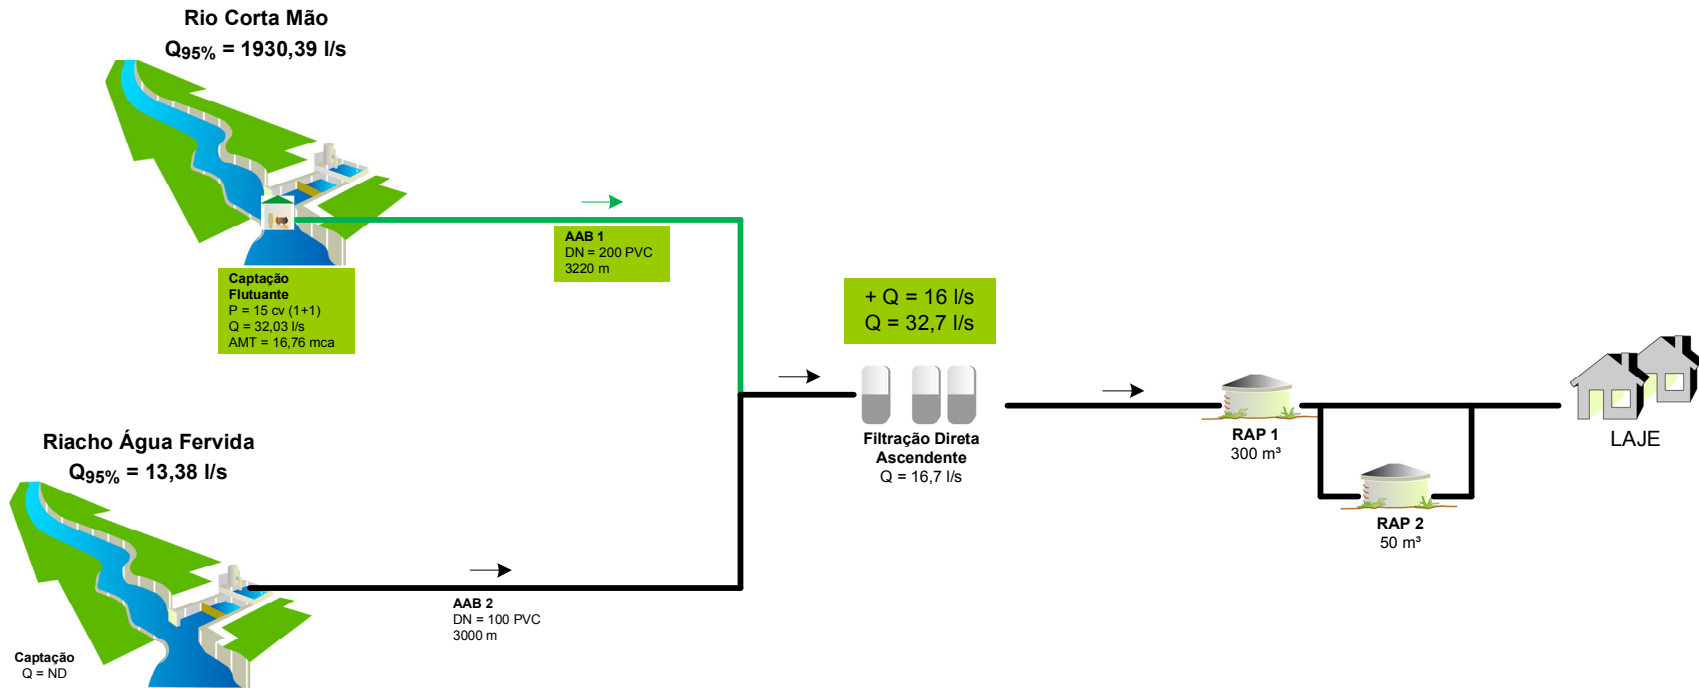 Rio Corta Mão
Q95% = 1930,39 l/s
Captação
Flutuante
P = 15 cv (1+1)
Q = 32,03 l/s
AMT = 16,76 mca
AAB 1
DN = 200 PVC
3220 m
+ Q = 16 l/s
Q = 32,7 l/s
Filtração Direta
Ascendente
Q = 16,7 l/s
RAP 1
300 m³
RAP 2
50 m³
LAJE
Riacho Água Fervida
Q95% = 13,38 l/s
AAB 2
DN = 100 PVC
3000 m
Captação
Q = ND